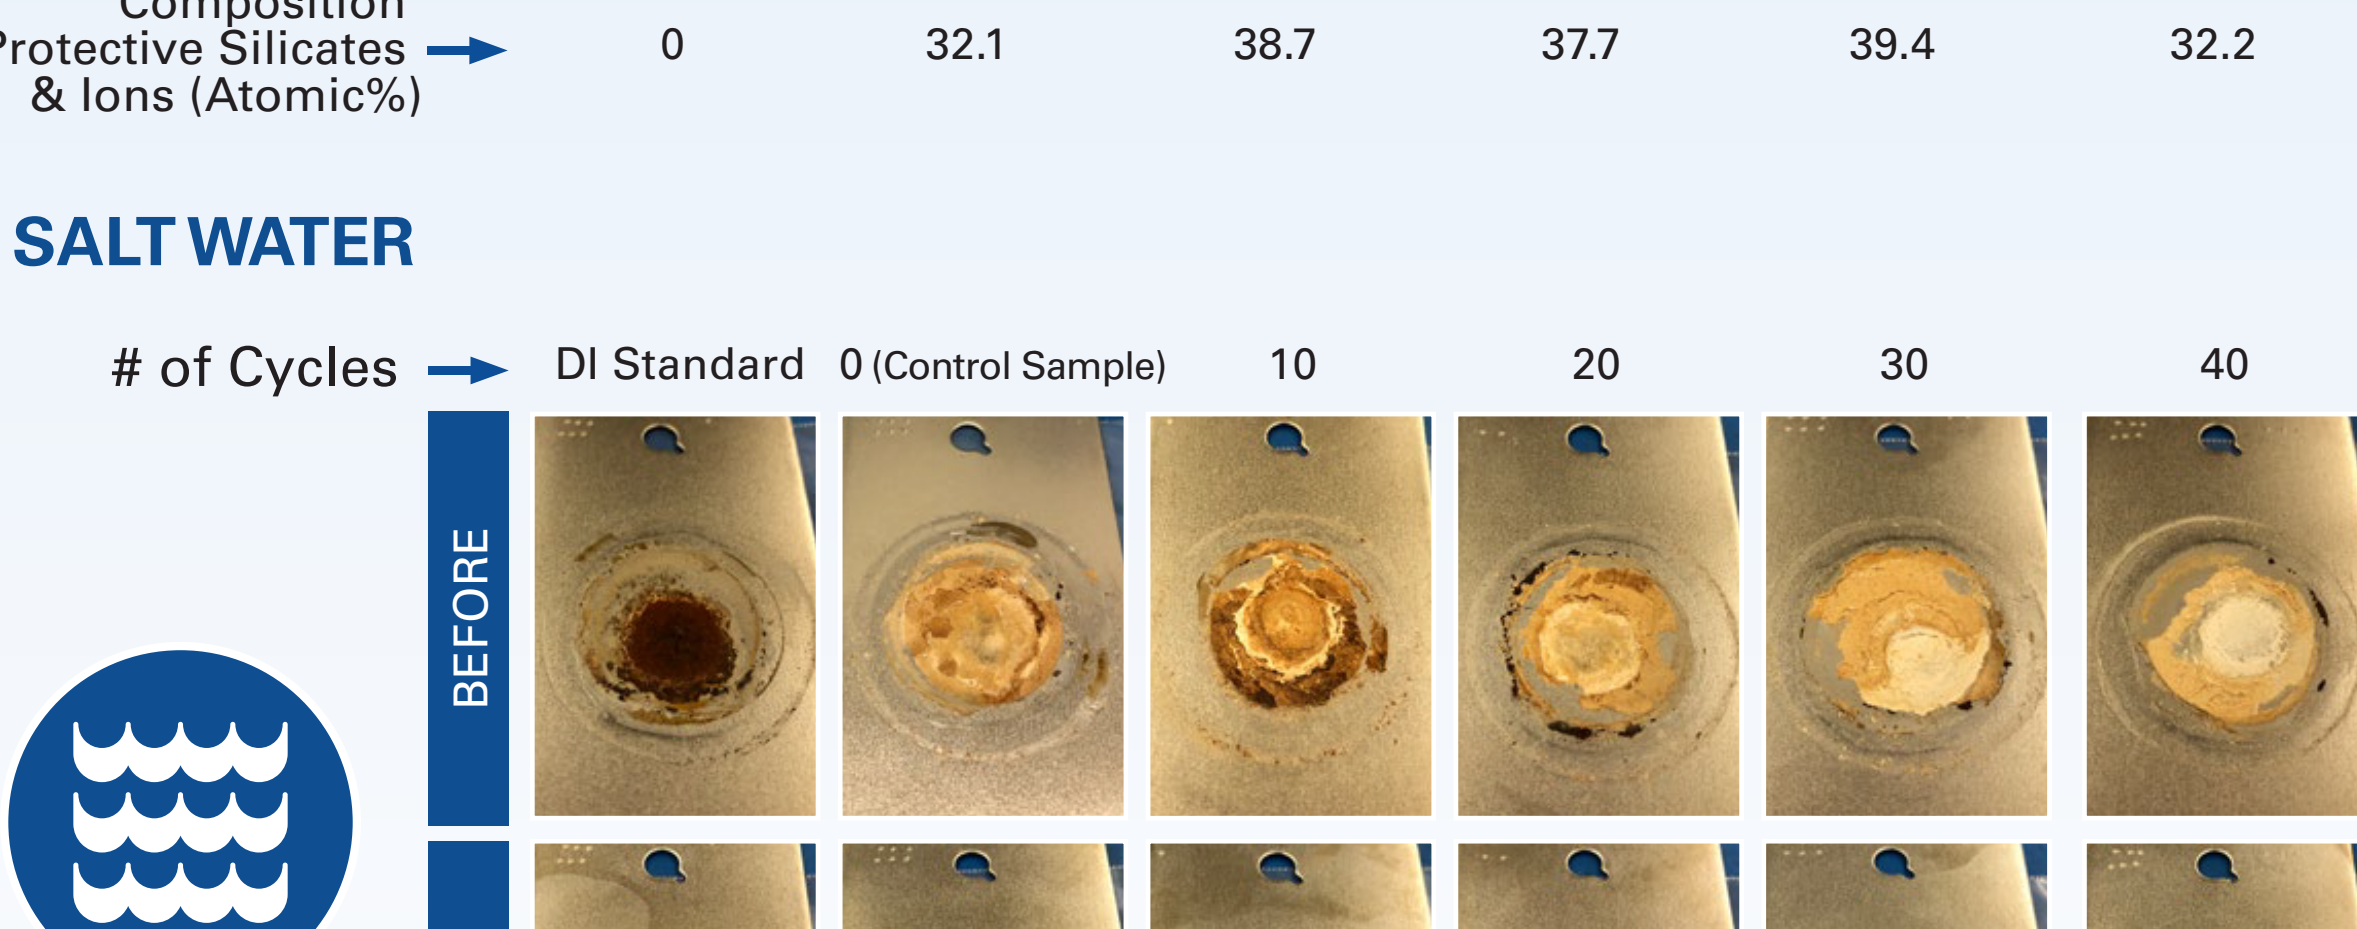 Composition
Protective Silicates
& Ions (Atomic%)
0 32.1 38.7 37.7 39.4 32.2
SALT WATER
# of Cycles DI Standard 0 (Control Sample) 10 20 30 40
BEFORE